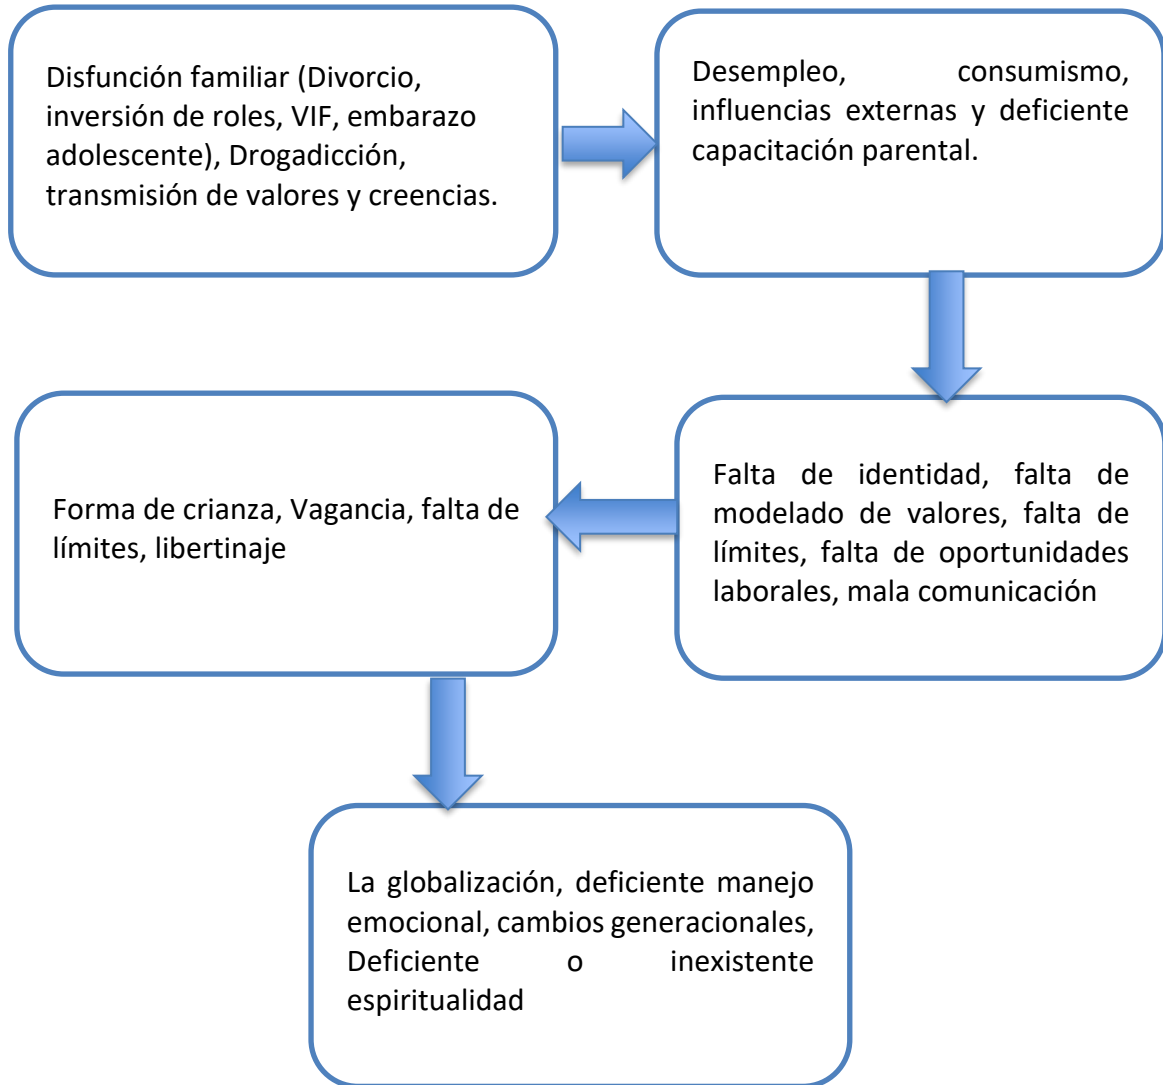 Disfunción familiar (Divorcio,
inversión de roles, VIF, embarazo
adolescente), Drogadicción,
transmisión de valores y creencias.
Desempleo, consumismo,
influencias externas y deficiente
capacitación parental.
Falta de identidad, falta de
modelado de valores, falta de
límites, falta de oportunidades
laborales, mala comunicación
Forma de crianza, Vagancia, falta de
límites, libertinaje
La globalización, deficiente manejo
emocional, cambios generacionales,
Deficiente o inexistente
espiritualidad